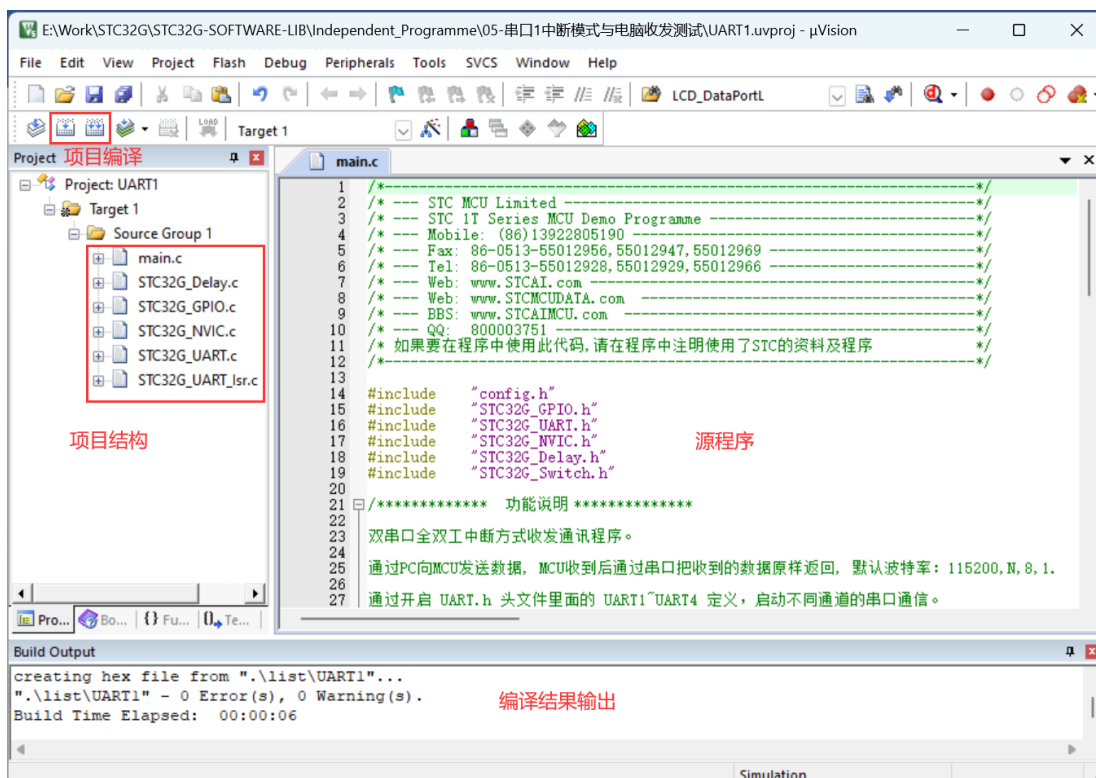 E:\Work\STC32G\STC32G-SOFTWARE-LIB\Independent_Programme\05-串口1中断模式与电脑收发测试\UART1.uvproj - µVision
File Edit View Project Flash Debug Peripherals Tools SVCS Window Help
LCD_DataPortL
LOAD
Target 1
Project 项目编译
main.c
Project: UART1
Target 1
Source Group 1
main.c
STC32G_Delay.c
STC32G_GPIO.c
STC32G_NVIC.c
STC32G_UART.c
STC32G_UART_Isr.c
项目结构
1 /*---------------------------------------------------------------------*/
2 /* --- STC MCU Limited ------------------------------------------------*/
3 /* --- STC 1T Series MCU Demo Programme -------------------------------*/
4 /* --- Mobile: (86)13922805190 ----------------------------------------*/
5 /* --- Fax: 86-0513-55012956,55012947,55012969 ------------------------*/
6 /* --- Tel: 86-0513-55012928,55012929,55012966 ------------------------*/
7 /* --- Web: www.STCAI.com ---------------------------------------------*/
8 /* --- Web: www.STCMCUDATA.com ---------------------------------------*/
9 /* --- BBS: www.STCAIMCU.com -----------------------------------------*/
10 /* --- QQ: 800003751 -------------------------------------------------*/
11 /* 如果要在程序中使用此代码,请在程序中注明使用了STC的资料及程序 */
12 /*---------------------------------------------------------------------*/
13
14 #include "config.h"
15 #include "STC32G_GPIO.h"
16 #include "STC32G_UART.h"
17 #include "STC32G_NVIC.h"
18 #include "STC32G_Delay.h"
19 #include "STC32G_Switch.h"
源程序
20
21 /************* 功能说明 **************
22
23 双串口全双工中断方式收发通讯程序。
24
25 通过PC向MCU发送数据, MCU收到后通过串口把收到的数据原样返回, 默认波特率：115200,N,8,1.
26
27 通过开启 UART.h 头文件里面的 UART1~UART4 定义，启动不同通道的串口通信。
Pro... Bo... {} Fu... 0 Te...
Build Output
creating hex file from ".\list\UART1"...
".\list\UART1" - 0 Error(s), 0 Warning(s).
Build Time Elapsed: 00:00:06
编译结果输出
Simulation